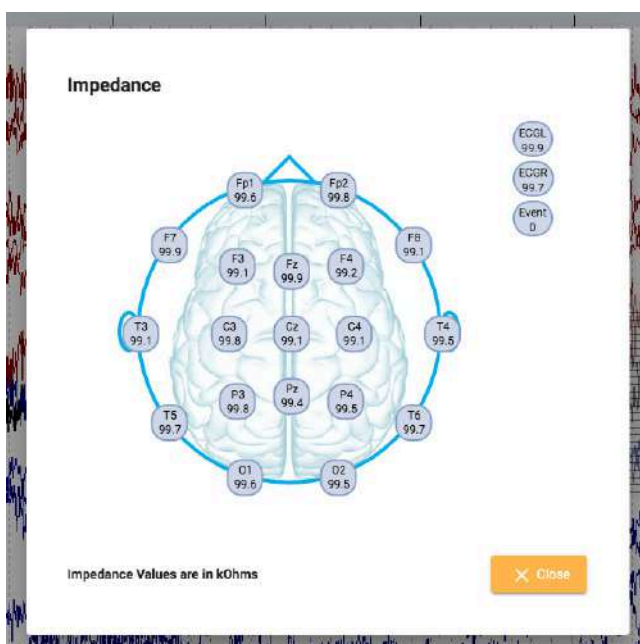 Impedance
ECGL
99.9
ECGR
99.7
Event
0
Fp1
99.6
Fp2
99.8
F7
99.9
F3
99.1
Fz
99.9
F4
99.2
F8
99.1
T3
99.1
C3
99.8
Cz
99.1
C4
99.1
T4
99.5
T5
99.7
P3
99.8
Pz
99.4
P4
99.5
T6
99.7
O1
99.6
O2
99.5
Impedance Values are in kOhms
Close